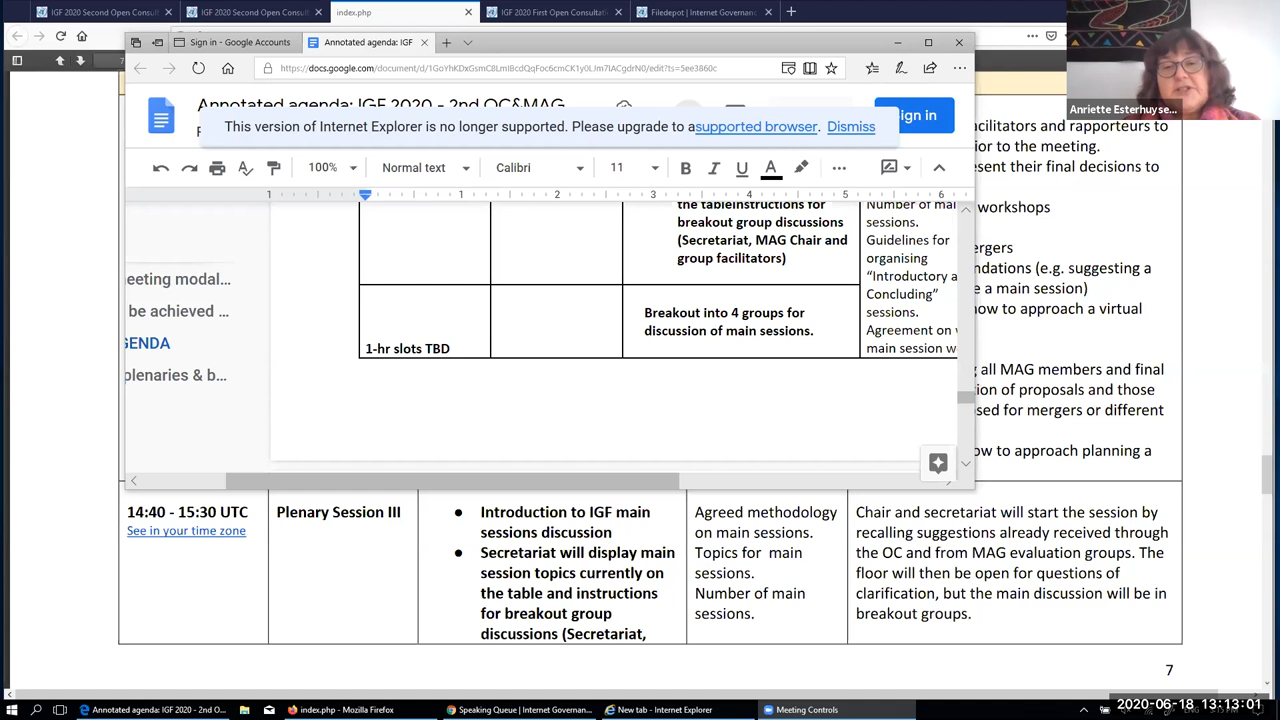 IGF 2020 Second Open Consult
IGF 2020 Second Open Consult
index.php
IGF 2020 First Open Consultati
Filedepot | Internet Governanc
Sign in - Google Accounts
Annotated agenda: IGF
https://docs.google.com/document/d/1GoYhKDxGsmC8LmIBcdQqFoc6cmCK1y0LJm7IACgdrN0/edit?ts=5ee3860c
Annotated agenda: IGF 2020 - 2nd OC&MAG
This version of Internet Explorer is no longer supported. Please upgrade to a supported browser. Dismiss
ign in
100%
Normal text
Calibri
11
B I U A
1 1 2 3 4 5 6
eeting modal...
be achieved ...
GENDA
plenaries & b...
the tableinstructions for
breakout group discussions
(Secretariat, MAG Chair and
group facilitators)
Number of mai
sessions.
Guidelines for
organising
“Introductory a
Concluding”
sessions.
Agreement on
main session w
1-hr slots TBD
Breakout into 4 groups for
discussion of main sessions.
Anriette Esterhuyse...
acilitators and rapporteurs to
ior to the meeting.
esent their final decisions to
workshops
ergers
ndations (e.g. suggesting a
e a main session)
how to approach a virtual
g all MAG members and final
ion of proposals and those
sed for mergers or different
ow to approach planning a
14:40 - 15:30 UTC
See in your time zone
Plenary Session III
● Introduction to IGF main
sessions discussion
● Secretariat will display main
session topics currently on
the table and instructions
for breakout group
discussions (Secretariat,
Agreed methodology
on main sessions.
Topics for main
sessions.
Number of main
sessions.
Chair and secretariat will start the session by
recalling suggestions already received through
the OC and from MAG evaluation groups. The
floor will then be open for questions of
clarification, but the main discussion will be in
breakout groups.
7
Annotated agenda: IGF 2020 - 2nd O...
index.php - Mozilla Firefox
Speaking Queue | Internet Governan...
New tab - Internet Explorer
Meeting Controls
2020-06-18 13:13:01